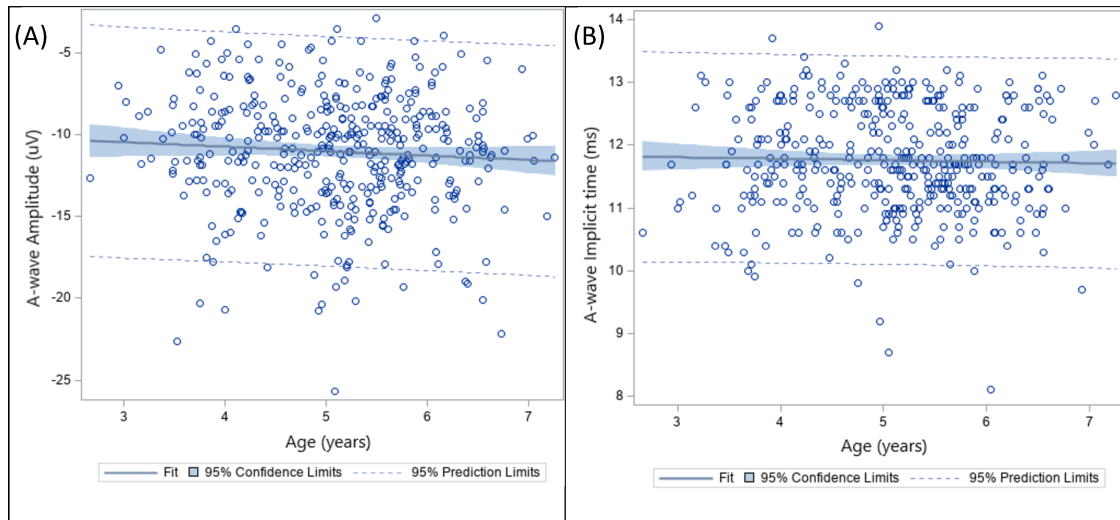 (A)
A-wave Amplitude (uV)
-5
-10
-15
-20
-25
3 4 5 6 7
Age (years)
Fit 95% Confidence Limits 95% Prediction Limits
(B)
A-wave Implicit time (ms)
14
13
12
11
10
9
8
3 4 5 6 7
Age (years)
Fit 95% Confidence Limits 95% Prediction Limits